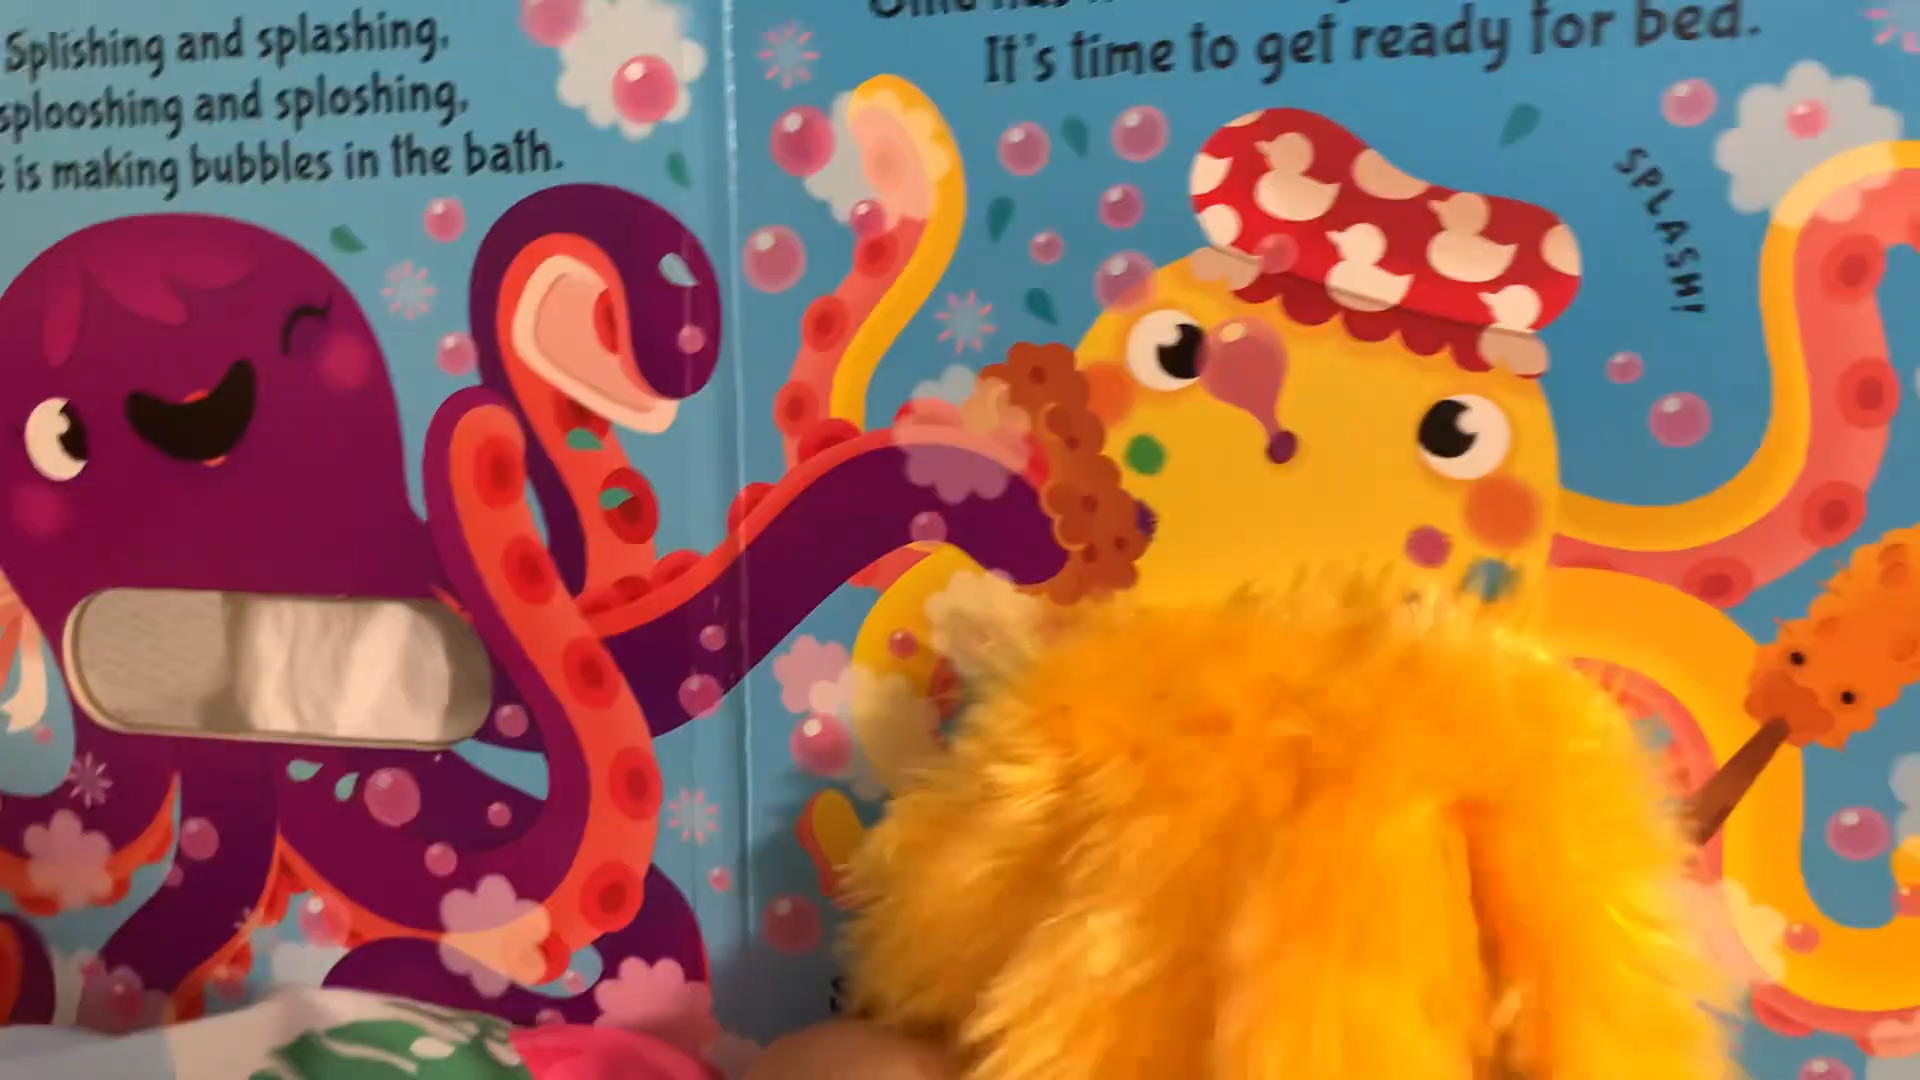 Splishing and splashing,
splooshing and sploshing,
is making bubbles in the bath.
It's time to get ready for bed.
SPLASH!